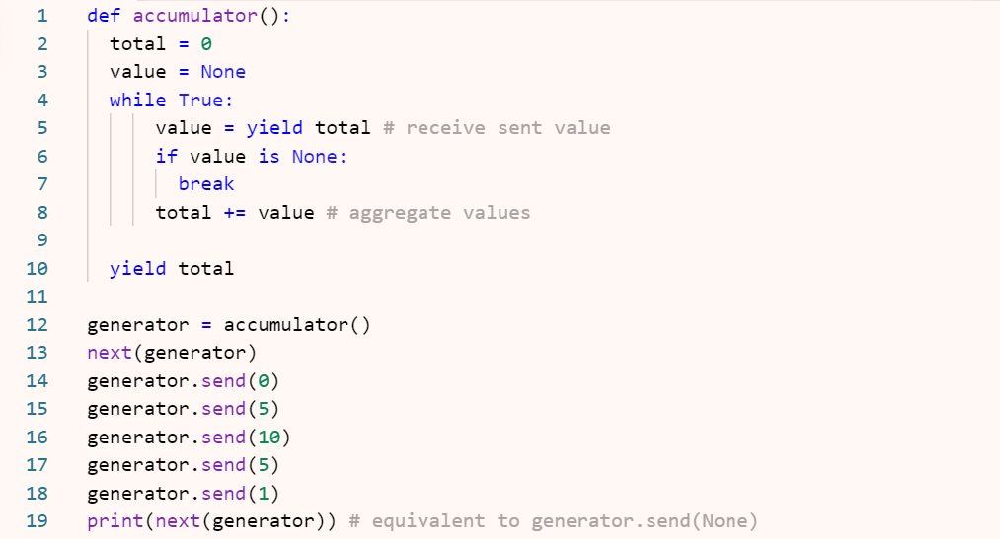 1 def accumulator():
2   total = 0
3   value = None
4   while True:
5       value = yield total # receive sent value
6       if value is None:
7         break
8       total += value # aggregate values
9
10   yield total
11
12 generator = accumulator()
13 next(generator)
14 generator.send(0)
15 generator.send(5)
16 generator.send(10)
17 generator.send(5)
18 generator.send(1)
19 print(next(generator)) # equivalent to generator.send(None)